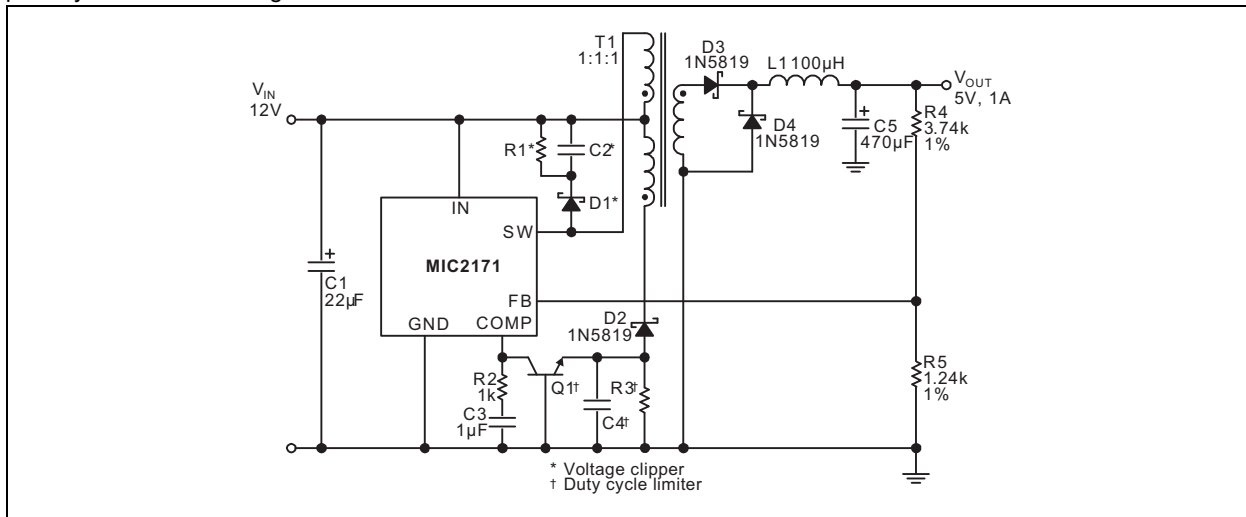 T1
1:1:1
D3
1N5819
L1 100µH
VOUT
5V, 1A
VIN
12V
R4
3.74k
1%
D4
1N5819
C5
470µF
R1*
C2*
D1*
IN
SW
MIC2171
C1
22µF
FB
D2
1N5819
GND
COMP
R2
1k
Q1†
R3†
C4†
R5
1.24k
1%
C3
1µF
* Voltage clipper
† Duty cycle limiter